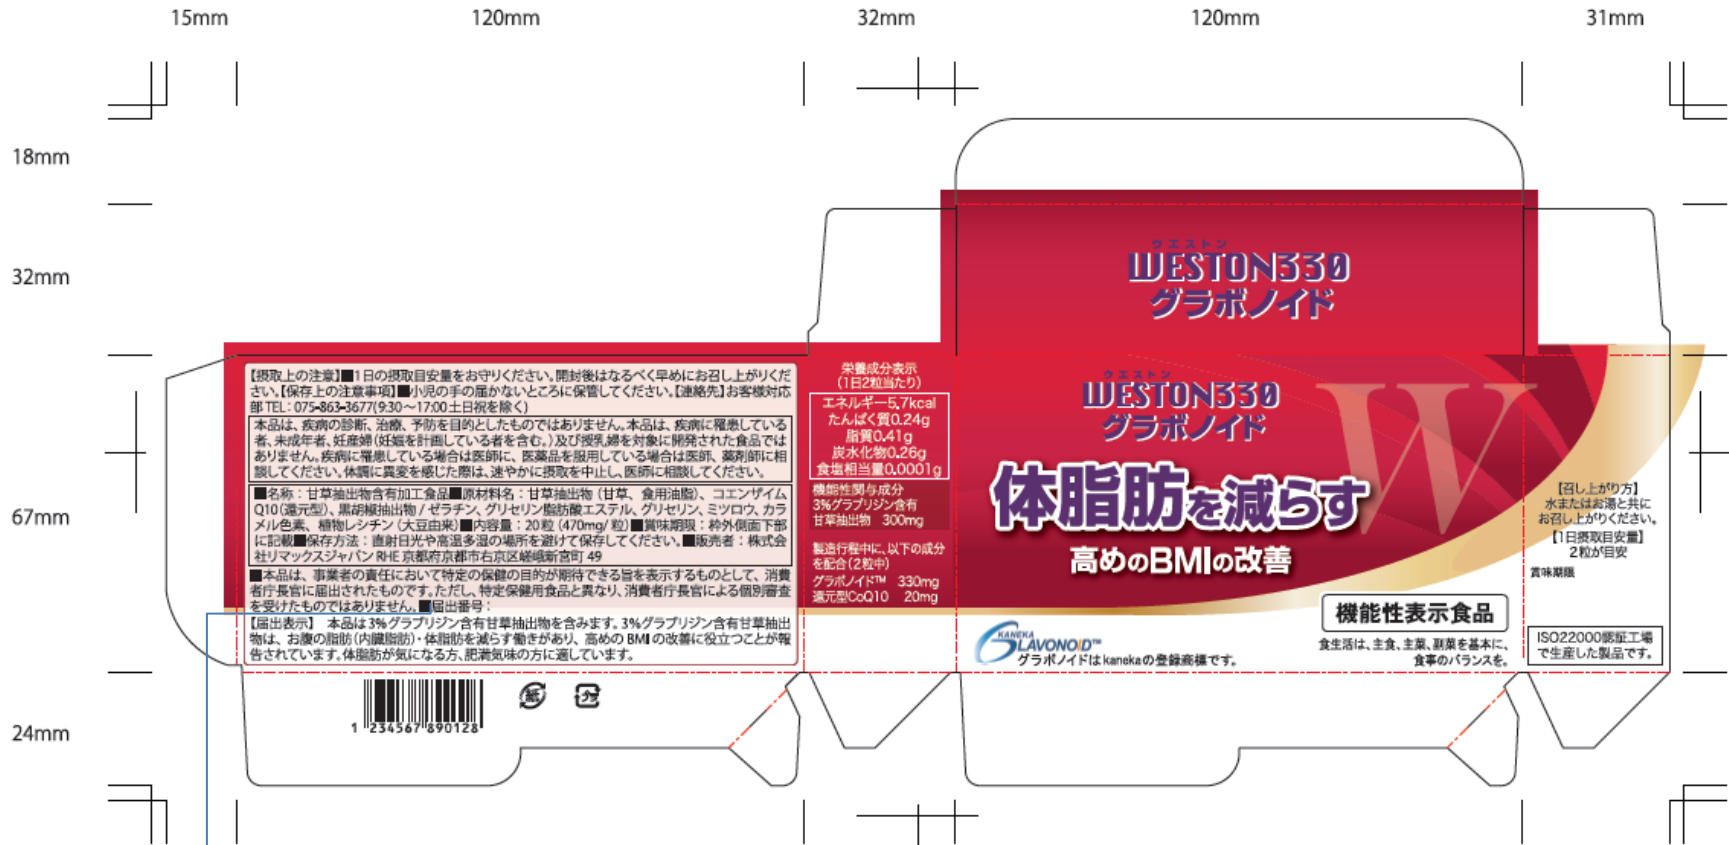 15mm
120mm
32mm
120mm
31mm
18mm
32mm
67mm
24mm
ウエストン
WESTON330
グラボノイド
【摂取上の注意】■1日の摂取目安量をお守りください。開封後はなるべく早めにお召し上がりくだ
さい。【保存上の注意事項】■小児の手の届かないところに保管してください。【連絡先】お客様対応
部 TEL：075-863-3677(9:30～17:00 土日祝を除く)
本品は、疾病の診断、治療、予防を目的としたものではありません。本品は、疾病に罹患している
者、未成年者、妊産婦（妊娠を計画している者を含む。）及び授乳婦を対象に開発された食品では
ありません。疾病に罹患している場合は医師に、医薬品を服用している場合は医師、薬剤師に相
談してください。体調に異変を感じた際は、速やかに摂取を中止し、医師に相談してください。
■名称：甘草抽出物含有加工食品■原材料名：甘草抽出物（甘草、食用油脂）、コエンザイム
Q10（還元型）、黒胡椒抽出物 / ゼラチン、グリセリン脂肪酸エステル、グリセリン、ミツロウ、カラ
メル色素、植物レシチン（大豆由来）■内容量：20粒（470mg/ 粒）■賞味期限：枠外側面下部
に記載■保存方法：直射日光や高温多湿の場所を避けて保存してください。■販売者：株式会
社リマックスジャパン RHE 京都府京都市右京区嵯峨新宮町 49
■本品は、事業者の責任において特定の保健の目的が期待できる旨を表示するものとして、消費
者庁長官に届出されたものです。ただし、特定保健用食品と異なり、消費者庁長官による個別審査
を受けたものではありません。■届出番号：
【届出表示】 本品は3％グラブリジン含有甘草抽出物を含みます。3％グラブリジン含有甘草抽出
物は、お腹の脂肪（内臓脂肪）・体脂肪を減らす働きがあり、高めの BMI の改善に役立つことが報
告されています。体脂肪が気になる方、肥満気味の方に適しています。
1 234567 890128
紙
プラ
栄養成分表示
（1日2粒当たり）
エネルギー5.7kcal
たんぱく質0.24g
脂質0.41g
炭水化物0.26g
食塩相当量0.0001g
機能性関与成分
3%グラブリジン含有
甘草抽出物 300mg
製造行程中に、以下の成分
を配合（2粒中）
グラボノイド™ 330mg
還元型CoQ10 20mg
WESTON330
グラボノイド
W
体脂肪を減らす
高めのBMIの改善
KANEKA
GLAVONOID™
グラボノイドは kaneka の登録商標です。
機能性表示食品
食生活は、主食、主菜、副菜を基本に、
食事のバランスを。
【召し上がり方】
水またはお湯と共に
お召し上がりください。
【1日摂取目安量】
2粒が目安
賞味期限
ISO22000認証工場
で生産した製品です。